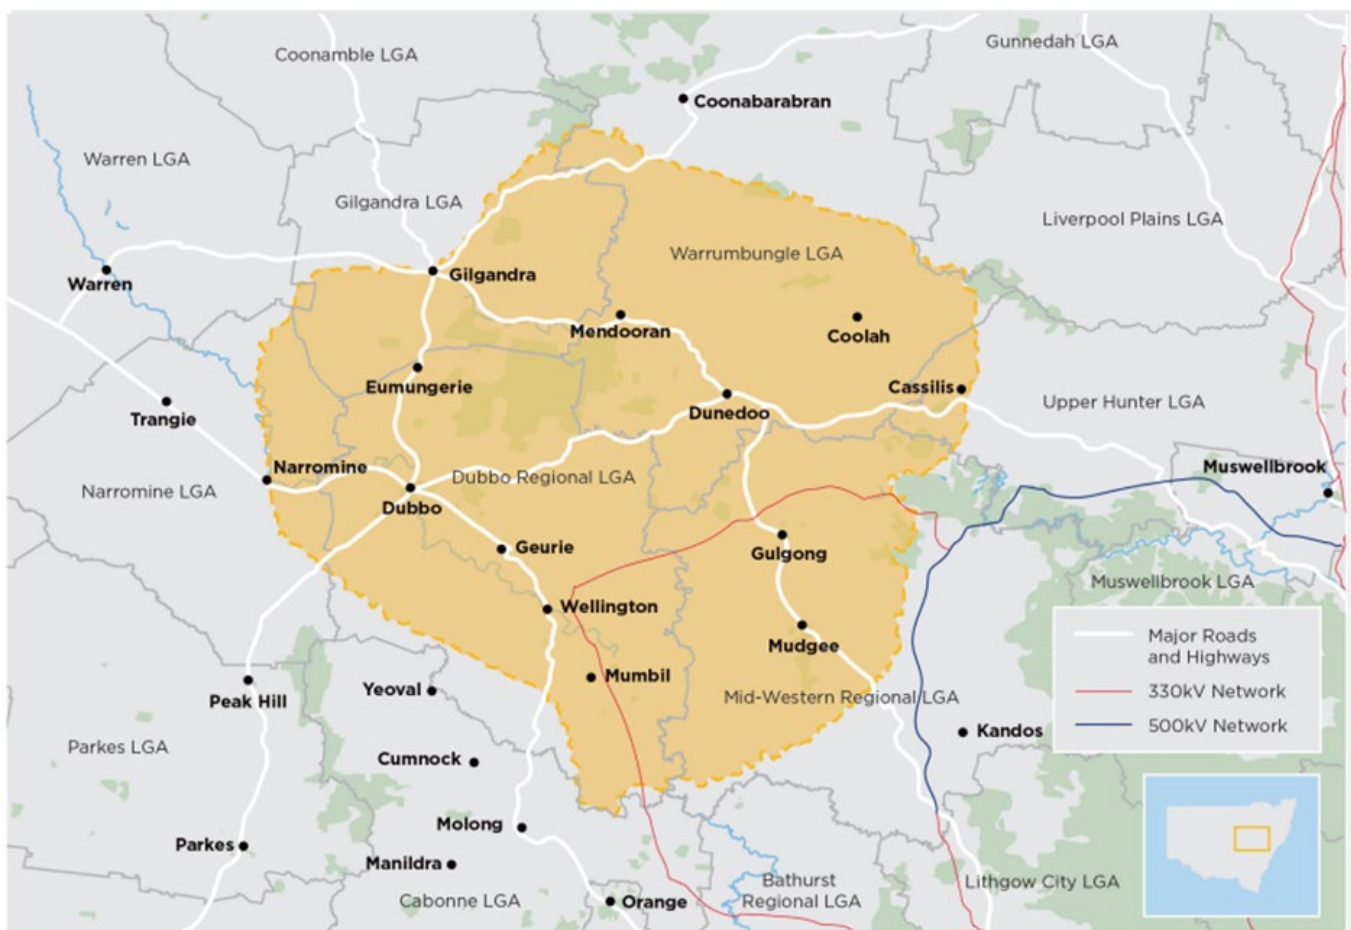 Coonamble LGA
Gunnedah LGA
Coonabarabran
Warren LGA
Gilgandra LGA
Liverpool Plains LGA
Warrumbungle LGA
Warren
Gilgandra
Mendooran
Coolah
Eumungerie
Cassilis
Upper Hunter LGA
Trangie
Dunedoo
Narromine
Dubbo Regional LGA
Muswellbrook
Narromine LGA
Dubbo
Geurie
Gulgong
Muswellbrook LGA
Wellington
Mudgee
Major Roads
and Highways
Mumbil
Yeoval
Mid-Western Regional LGA
330kV Network
Peak Hill
500kV Network
Kandos
Parkes LGA
Cumnock
Molong
Parkes
Manildra
Bathurst
Regional LGA
Lithgow City LGA
Cabonne LGA
Orange